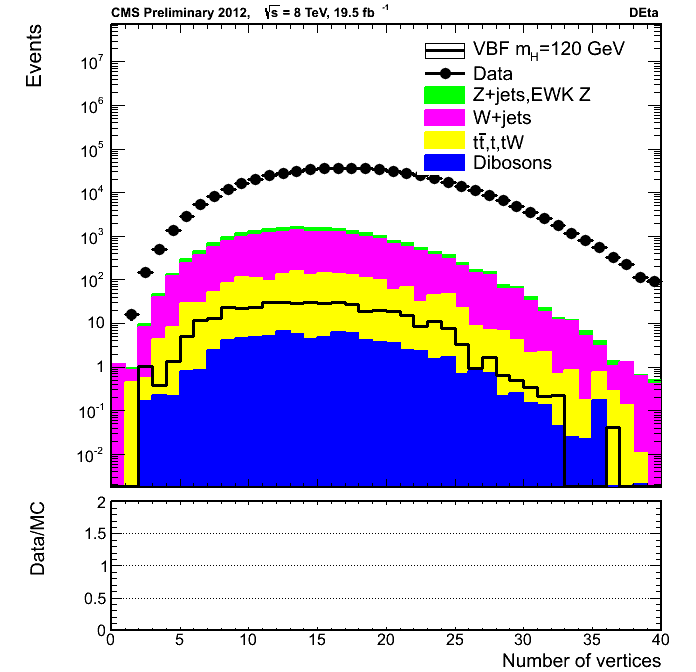 CMS Preliminary 2012, √s = 8 TeV, 19.5 fb⁻¹ DEta
Events
10⁷
10⁶
10⁵
10⁴
10³
10²
10
1
10⁻¹
10⁻²
VBF m_H=120 GeV
Data
Z+jets,EWK Z
W+jets
tt̅,t,tW
Dibosons
Data/MC
2
1.5
1
0.5
0
0 5 10 15 20 25 30 35 40
Number of vertices